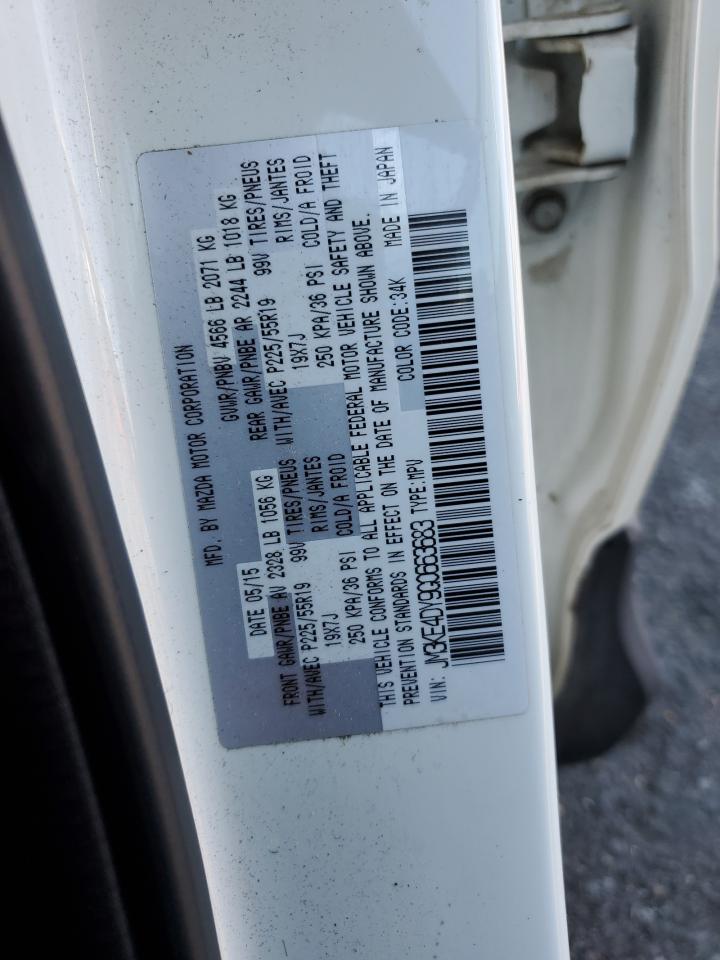 MFD. BY MAZDA MOTOR CORPORATION
DATE 05/15 GVWR/PNBV 4566 LB 2071 KG
FRONT GAWR/PNBE AV 2328 LB 1056 KG REAR GAWR/PNBE AR 2244 LB 1018 KG
WITH/AVEC P225/55R19 99V TIRES/PNEUS WITH/AVEC P225/55R19 99V TIRES/PNEUS
19X7J RIMS/JANTES 19X7J RIMS/JANTES
250 KPA/36 PSI COLD/A FROID 250 KPA/36 PSI COLD/A FROID
THIS VEHICLE CONFORMS TO ALL APPLICABLE FEDERAL MOTOR VEHICLE SAFETY AND THEFT
PREVENTION STANDARDS IN EFFECT ON THE DATE OF MANUFACTURE SHOWN ABOVE.
VIN: JM3KE4DY9G0663683 TYPE:MPV COLOR CODE:34K MADE IN JAPAN